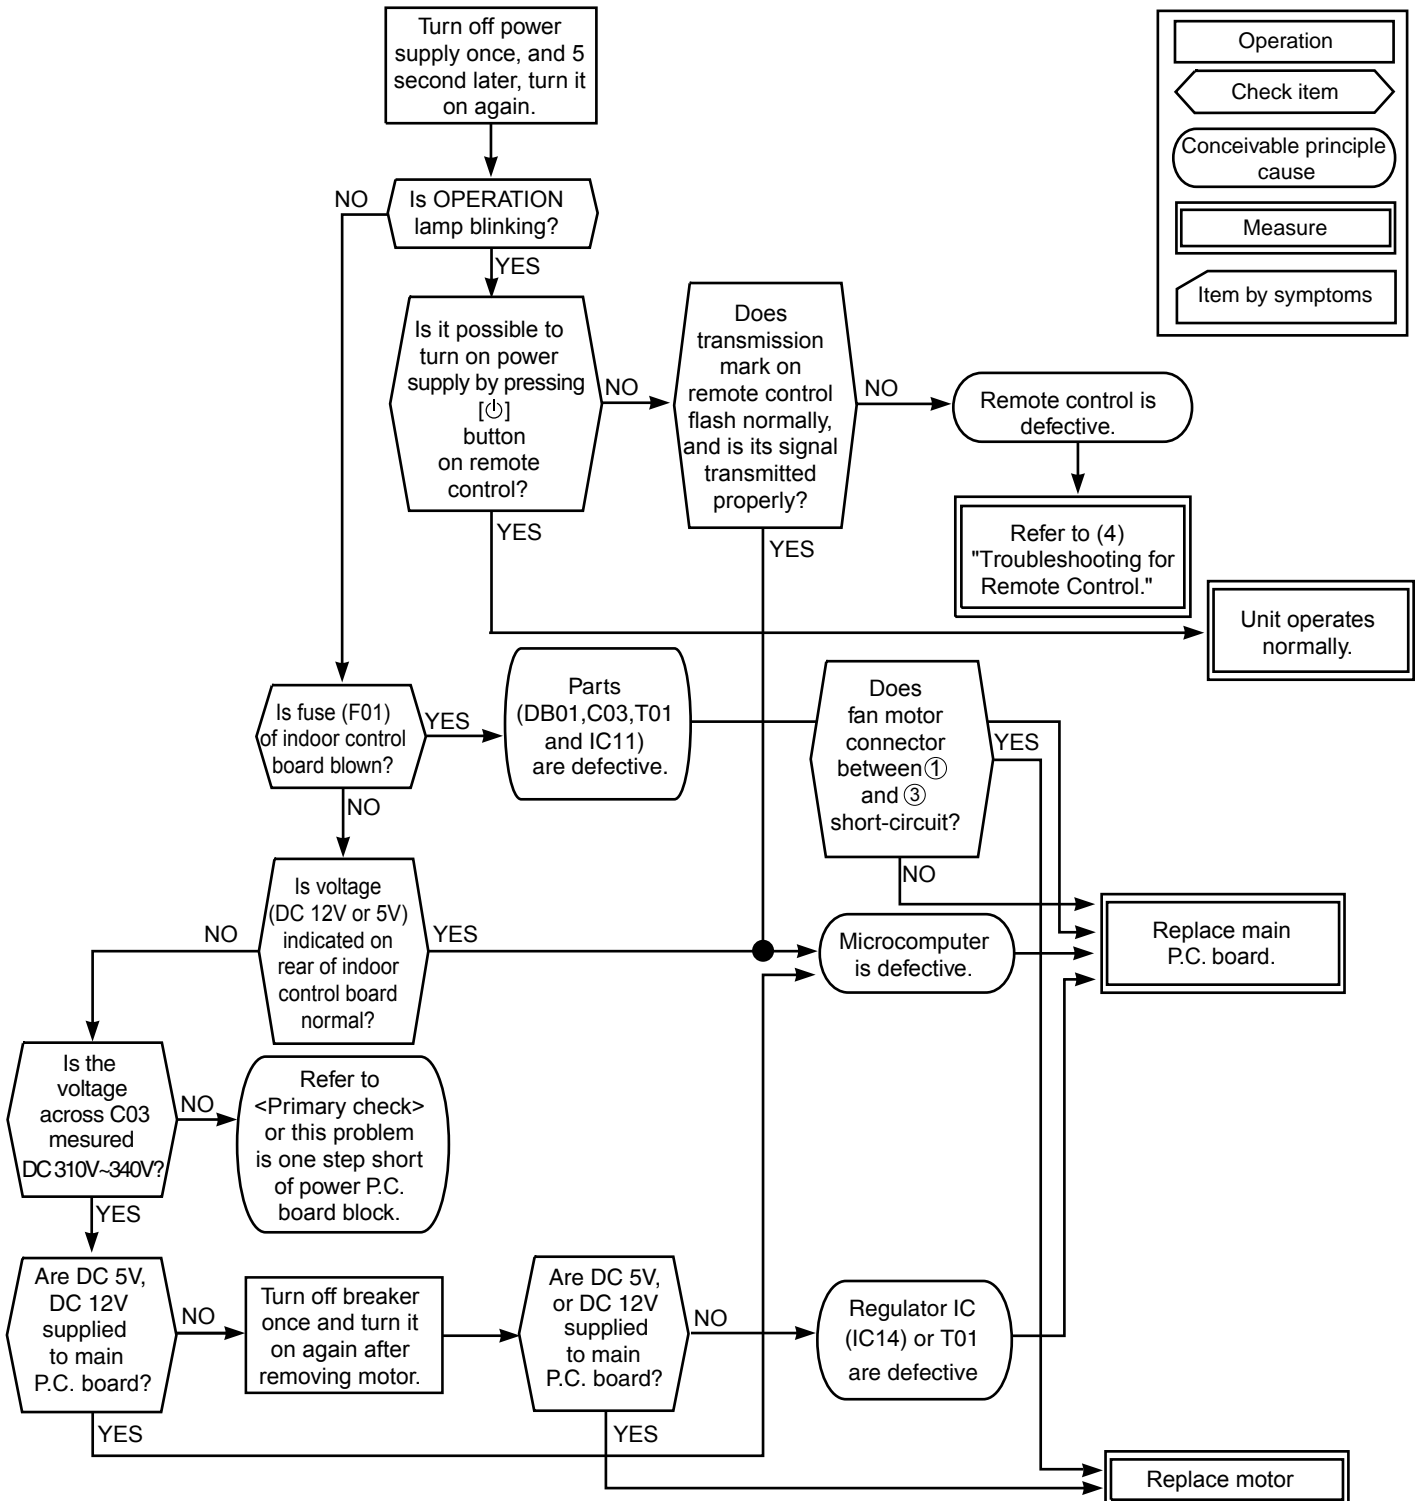 Turn off power
supply once, and 5
second later, turn it
on again.
Operation
Check item
Conceivable principle
cause
Measure
Item by symptoms
NO
Is OPERATION
lamp blinking?
YES
Is it possible to
turn on power
supply by pressing
[⏻]
button
on remote
control?
NO
Does
transmission
mark on
remote control
flash normally,
and is its signal
transmitted
properly?
NO
Remote control is
defective.
YES
YES
Refer to (4)
"Troubleshooting for
Remote Control."
Unit operates
normally.
Is fuse (F01)
of indoor control
board blown?
YES
Parts
(DB01,C03,T01
and IC11)
are defective.
Does
fan motor
connector
between①
and ③
short-circuit?
YES
NO
NO
Is voltage
(DC 12V or 5V)
indicated on
rear of indoor
control board
normal?
NO
YES
Microcomputer
is defective.
Replace main
P.C. board.
Is the
voltage
across C03
mesured
DC 310V~340V?
NO
Refer to
<Primary check>
or this problem
is one step short
of power P.C.
board block.
YES
Are DC 5V,
DC 12V
supplied
to main
P.C. board?
NO
Turn off breaker
once and turn it
on again after
removing motor.
Are DC 5V,
or DC 12V
supplied
to main
P.C. board?
NO
Regulator IC
(IC14) or T01
are defective
YES
YES
Replace motor